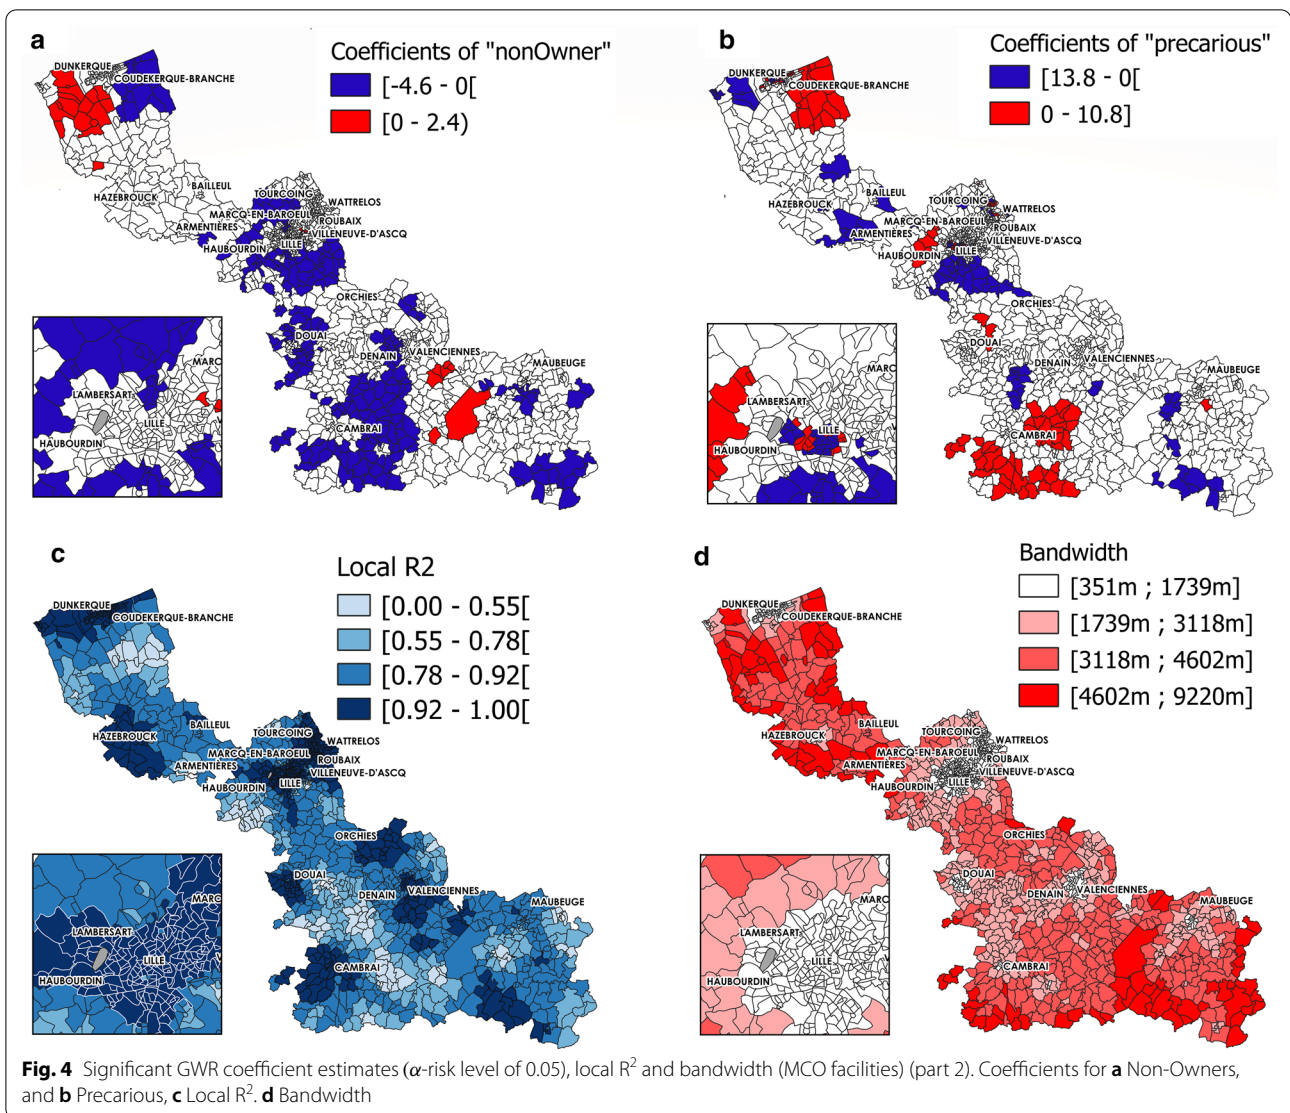 a
Coefficients of "nonOwner"
[-4.6 - 0[
[0 - 2.4)
DUNKERQUE
COUDEKERQUE-BRANCHE
BAILLEUL
HAZEBROUCK
TOURCOING
WATTRELOS
MARCQ-EN-BAROEUL
ROUBAIX
ARMENTIÈRES
VILLENEUVE-D'ASCQ
HAUBOURDIN
LILLE
ORCHIES
DOUAI
DENAIN
VALENCIENNES
MAUBEUGE
CAMBRAI
MARC
LAMBERSART
LILLE
HAUBOURDIN
b
Coefficients of "precarious"
[13.8 - 0[
0 - 10.8]
DUNKERQUE
COUDEKERQUE-BRANCHE
BAILLEUL
HAZEBROUCK
TOURCOING
WATTRELOS
MARCQ-EN-BAROEUL
ROUBAIX
ARMENTIÈRES
VILLENEUVE-D'ASCQ
HAUBOURDIN
LILLE
ORCHIES
DOUAI
DENAIN
VALENCIENNES
MAUBEUGE
CAMBRAI
MARC
LAMBERSART
LILLE
HAUBOURDIN
c
Local R2
[0.00 - 0.55[
[0.55 - 0.78[
[0.78 - 0.92[
[0.92 - 1.00[
DUNKERQUE
COUDEKERQUE-BRANCHE
BAILLEUL
HAZEBROUCK
TOURCOING
WATTRELOS
MARCQ-EN-BAROEUL
ROUBAIX
ARMENTIÈRES
VILLENEUVE-D'ASCQ
HAUBOURDIN
LILLE
ORCHIES
DOUAI
DENAIN
VALENCIENNES
MAUBEUGE
CAMBRAI
MARC
LAMBERSART
LILLE
V
HAUBOURDIN
d
Bandwidth
[351m ; 1739m]
[1739m ; 3118m]
[3118m ; 4602m]
[4602m ; 9220m]
DUNKERQUE
COUDEKERQUE-BRANCHE
BAILLEUL
HAZEBROUCK
TOURCOING
WATTRELOS
MARCQ-EN-BAROEUL
ROUBAIX
ARMENTIÈRES
VILLENEUVE-D'ASCQ
HAUBOURDIN
LILLE
ORCHIES
DOUAI
DENAIN
VALENCIENNES
MAUBEUGE
CAMBRAI
MARC
LAMBERSART
LILLE
V
HAUBOURDIN
Fig. 4 Significant GWR coefficient estimates (α-risk level of 0.05), local R² and bandwidth (MCO facilities) (part 2). Coefficients for a Non-Owners,
and b Precarious, c Local R². d Bandwidth